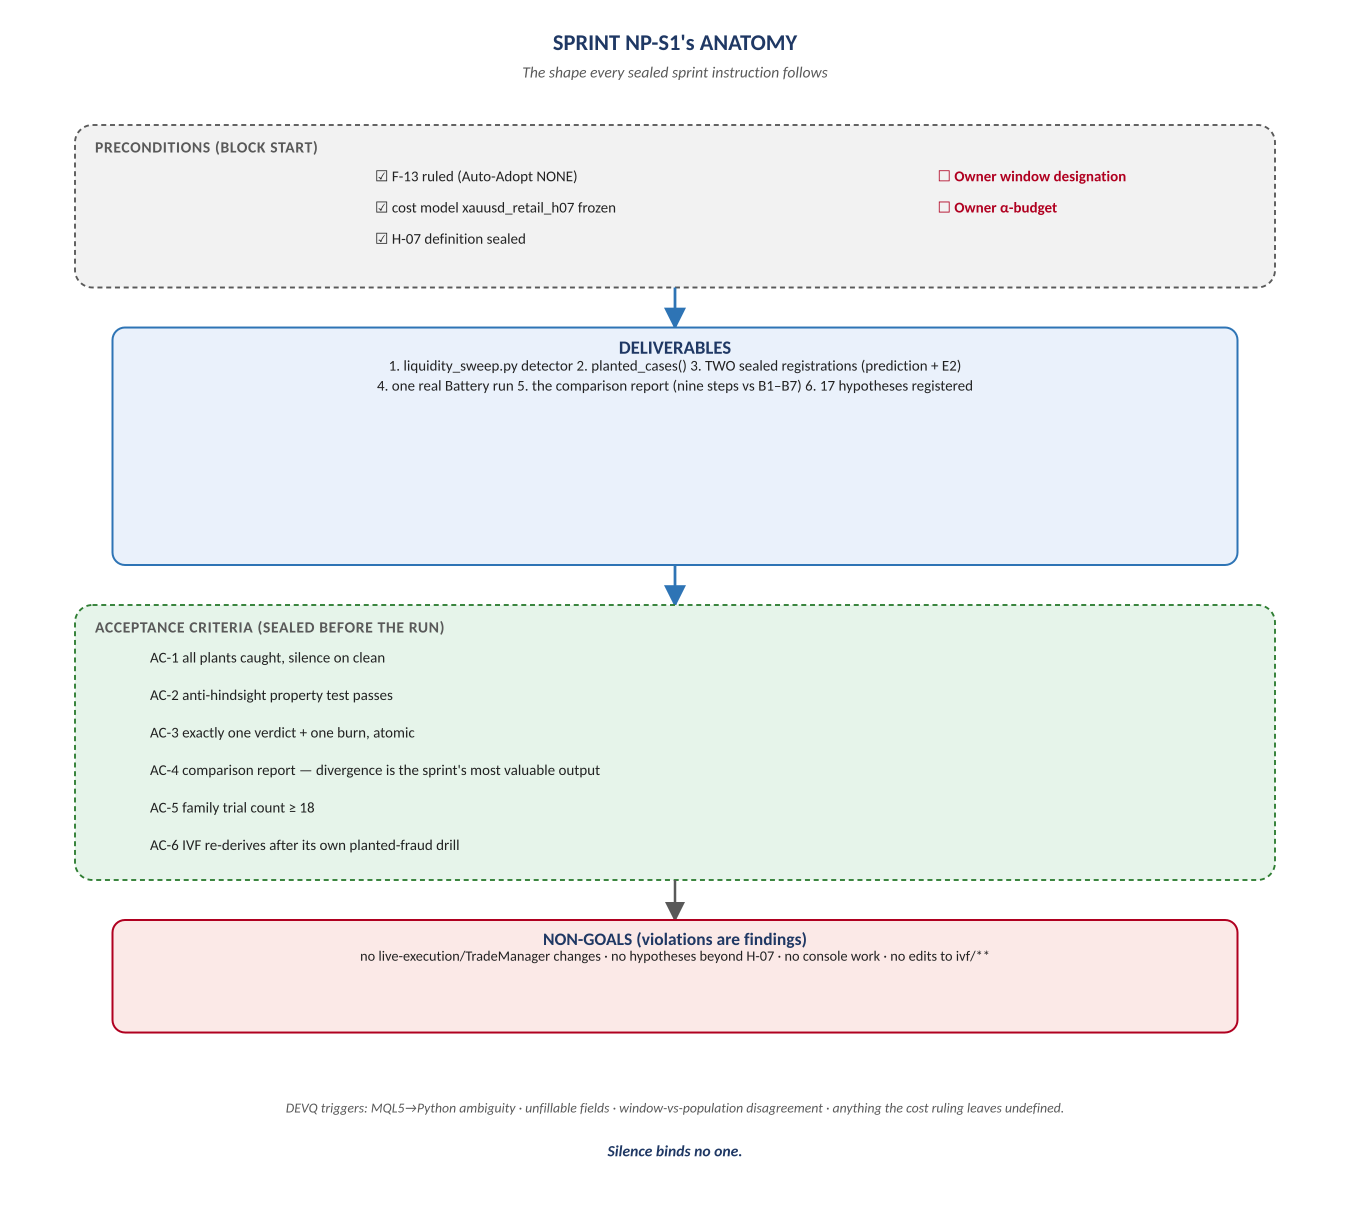 SPRINT NP-S1's ANATOMY
The shape every sealed sprint instruction follows
PRECONDITIONS (BLOCK START)
☑ F-13 ruled (Auto-Adopt NONE)
☑ cost model xauusd_retail_h07 frozen
☑ H-07 definition sealed
☐ Owner window designation
☐ Owner α-budget
DELIVERABLES
1. liquidity_sweep.py detector 2. planted_cases() 3. TWO sealed registrations (prediction + E2)
4. one real Battery run 5. the comparison report (nine steps vs B1–B7) 6. 17 hypotheses registered
ACCEPTANCE CRITERIA (SEALED BEFORE THE RUN)
AC-1 all plants caught, silence on clean
AC-2 anti-hindsight property test passes
AC-3 exactly one verdict + one burn, atomic
AC-4 comparison report — divergence is the sprint's most valuable output
AC-5 family trial count ≥ 18
AC-6 IVF re-derives after its own planted-fraud drill
NON-GOALS (violations are findings)
no live-execution/TradeManager changes · no hypotheses beyond H-07 · no console work · no edits to ivf/**
DEVQ triggers: MQL5→Python ambiguity · unfillable fields · window-vs-population disagreement · anything the cost ruling leaves undefined.
Silence binds no one.